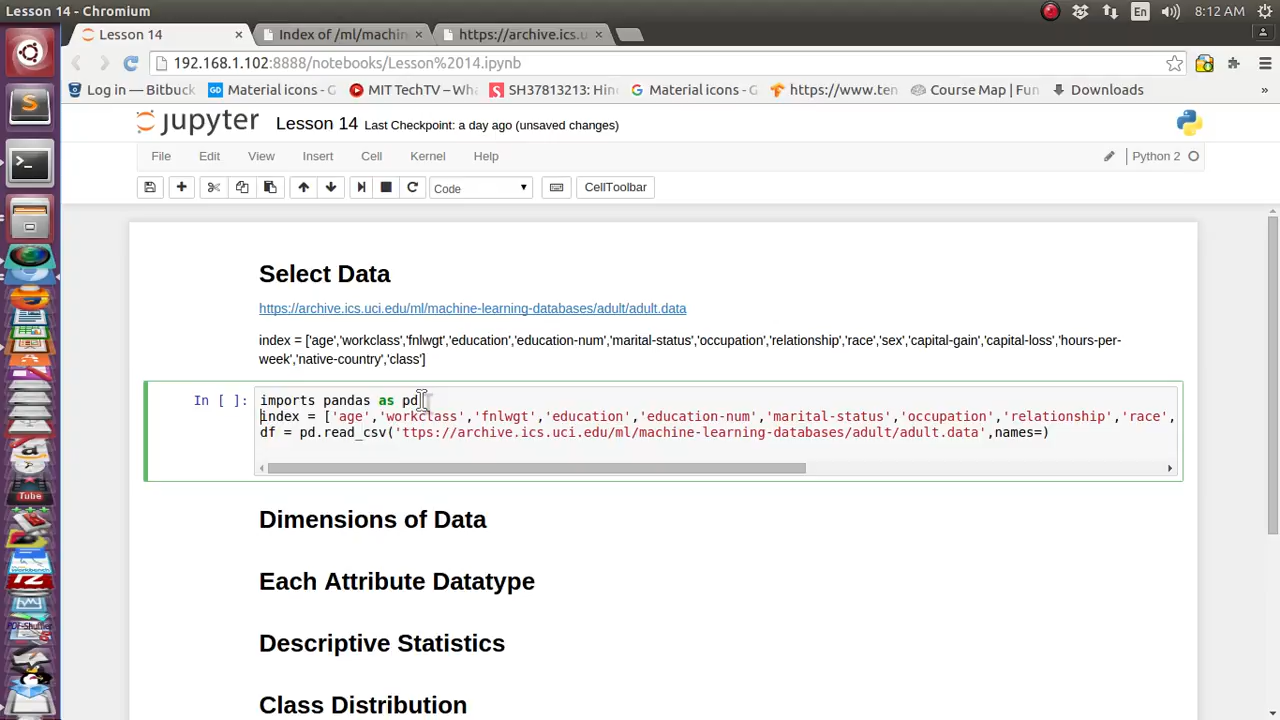 Lesson 14 - Chromium
En
8:12 AM
Lesson 14 ×
Index of /ml/machin ×
https://archive.ics.u ×
192.168.1.102:8888/notebooks/Lesson%2014.ipynb
Log in — Bitbuck
Material icons - G
MIT TechTV – Wha
SH37813213: Hin
Material icons - G
https://www.ten
Course Map | Fun
Downloads
»
jupyter
Lesson 14
Last Checkpoint: a day ago (unsaved changes)
File Edit View Insert Cell Kernel Help
Python 2
Code
CellToolbar
Select Data
https://archive.ics.uci.edu/ml/machine-learning-databases/adult/adult.data
index = ['age','workclass','fnlwgt','education','education-num','marital-status','occupation','relationship','race','sex','capital-gain','capital-loss','hours-per-
week','native-country','class']
In [ ]:
imports pandas as pd
index = ['age','workclass','fnlwgt','education','education-num','marital-status','occupation','relationship','race',
df = pd.read_csv('ttps://archive.ics.uci.edu/ml/machine-learning-databases/adult/adult.data',names=)
Dimensions of Data
Each Attribute Datatype
Descriptive Statistics
Class Distribution
Tube